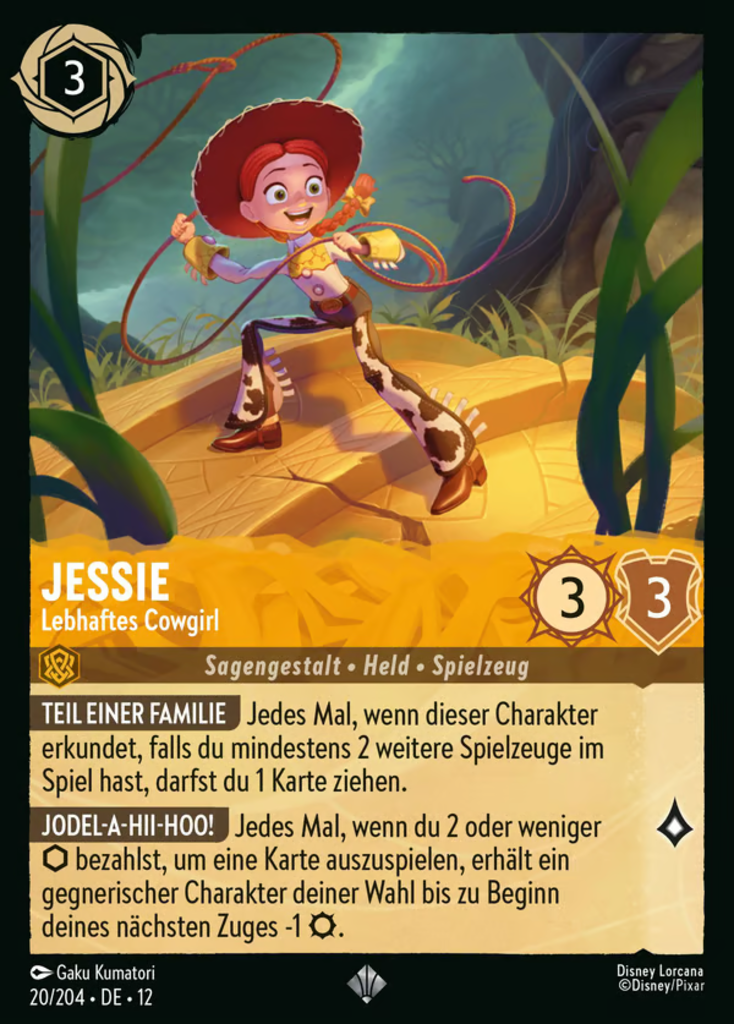 3
JESSIE
Lebhaftes Cowgirl
3
3
Sagengestalt • Held • Spielzeug
TEIL EINER FAMILIE Jedes Mal, wenn dieser Charakter
erkundet, falls du mindestens 2 weitere Spielzeuge im
Spiel hast, darfst du 1 Karte ziehen.
JODEL-A-HII-HOO! Jedes Mal, wenn du 2 oder weniger
⬡ bezahlst, um eine Karte auszuspielen, erhält ein
gegnerischer Charakter deiner Wahl bis zu Beginn
deines nächsten Zuges -1 ¤.
Gaku Kumatori
20/204 • DE • 12
Disney Lorcana
©Disney/Pixar